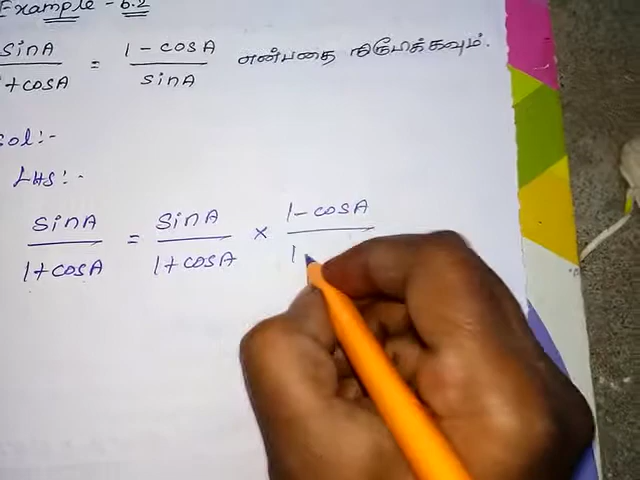 Example - 6.2
sinA / 1+cosA = 1 - cosA / sinA என்பதை நிரூபிக்கவும்.
Sol:-
LHS:-
sinA / 1+cosA = sinA / 1+cosA × 1-cosA / 1